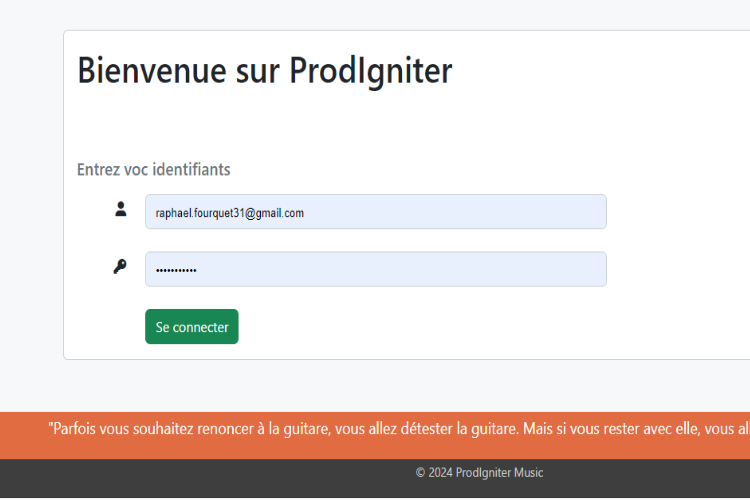 Bienvenue sur ProdIgniter
Entrez voc identifiants
raphael.fourquet31@gmail.com
•••••••••••
Se connecter
"Parfois vous souhaitez renoncer à la guitare, vous allez détester la guitare. Mais si vous rester avec elle, vous al
© 2024 ProdIgniter Music